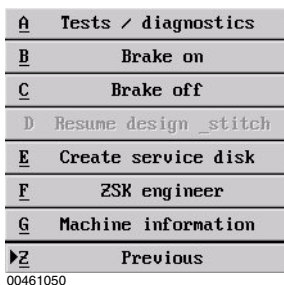 A Tests / diagnostics
B Brake on
C Brake off
D Resume design _stitch
E Create service disk
F ZSK engineer
G Machine information
Z Previous
00461050